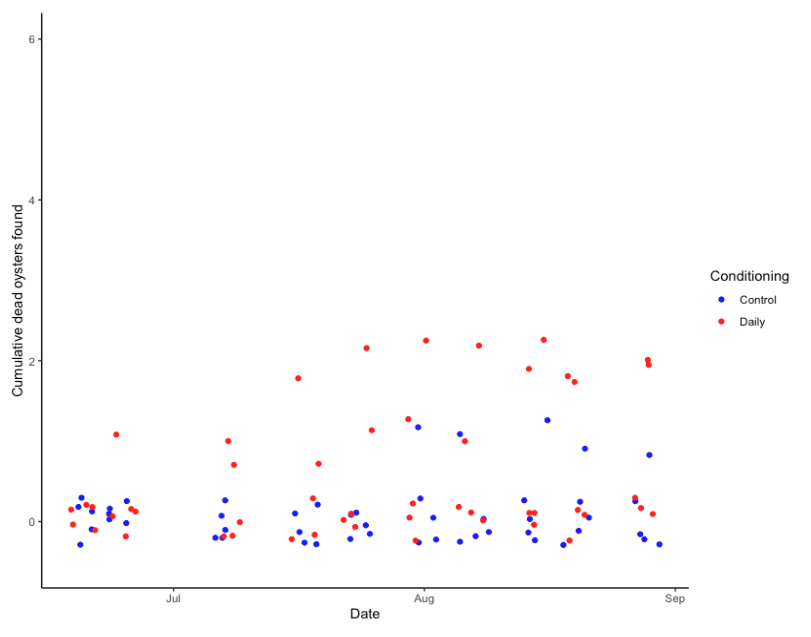 6
4
2
0
Cumulative dead oysters found
Jul
Aug
Sep
Date
Conditioning
Control
Daily